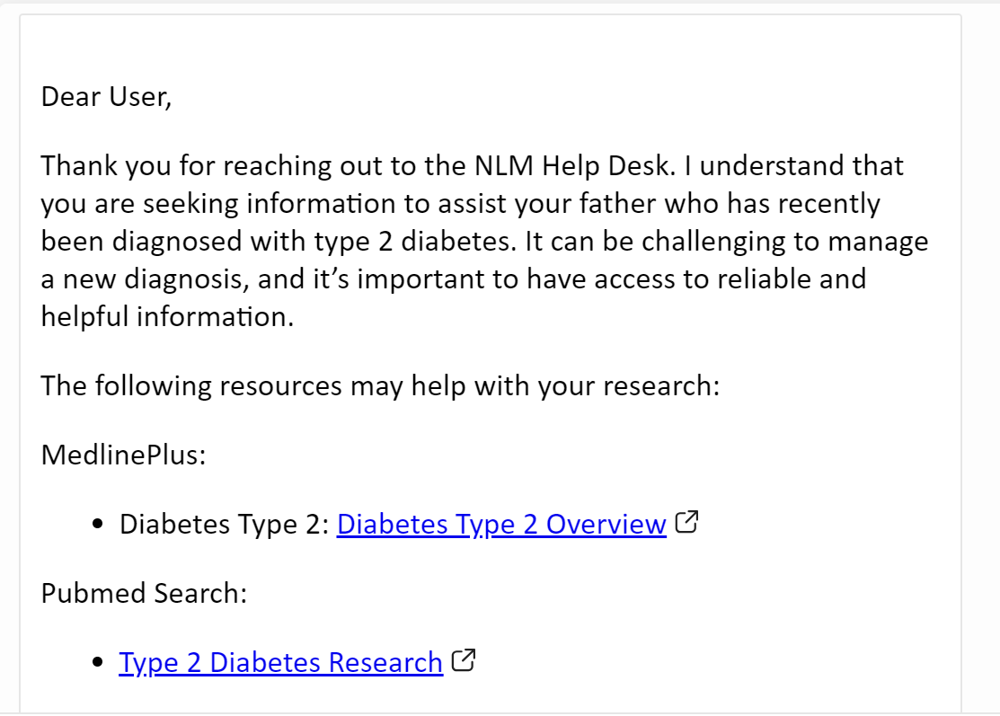 Dear User,
Thank you for reaching out to the NLM Help Desk. I understand that
you are seeking information to assist your father who has recently
been diagnosed with type 2 diabetes. It can be challenging to manage
a new diagnosis, and it’s important to have access to reliable and
helpful information.
The following resources may help with your research:
MedlinePlus:
• Diabetes Type 2: Diabetes Type 2 Overview
Pubmed Search:
• Type 2 Diabetes Research